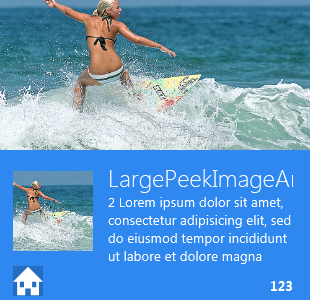 LargePeekImageAr
2 Lorem ipsum dolor sit amet,
consectetur adipisicing elit, sed
do eiusmod tempor incididunt
ut labore et dolore magna
123